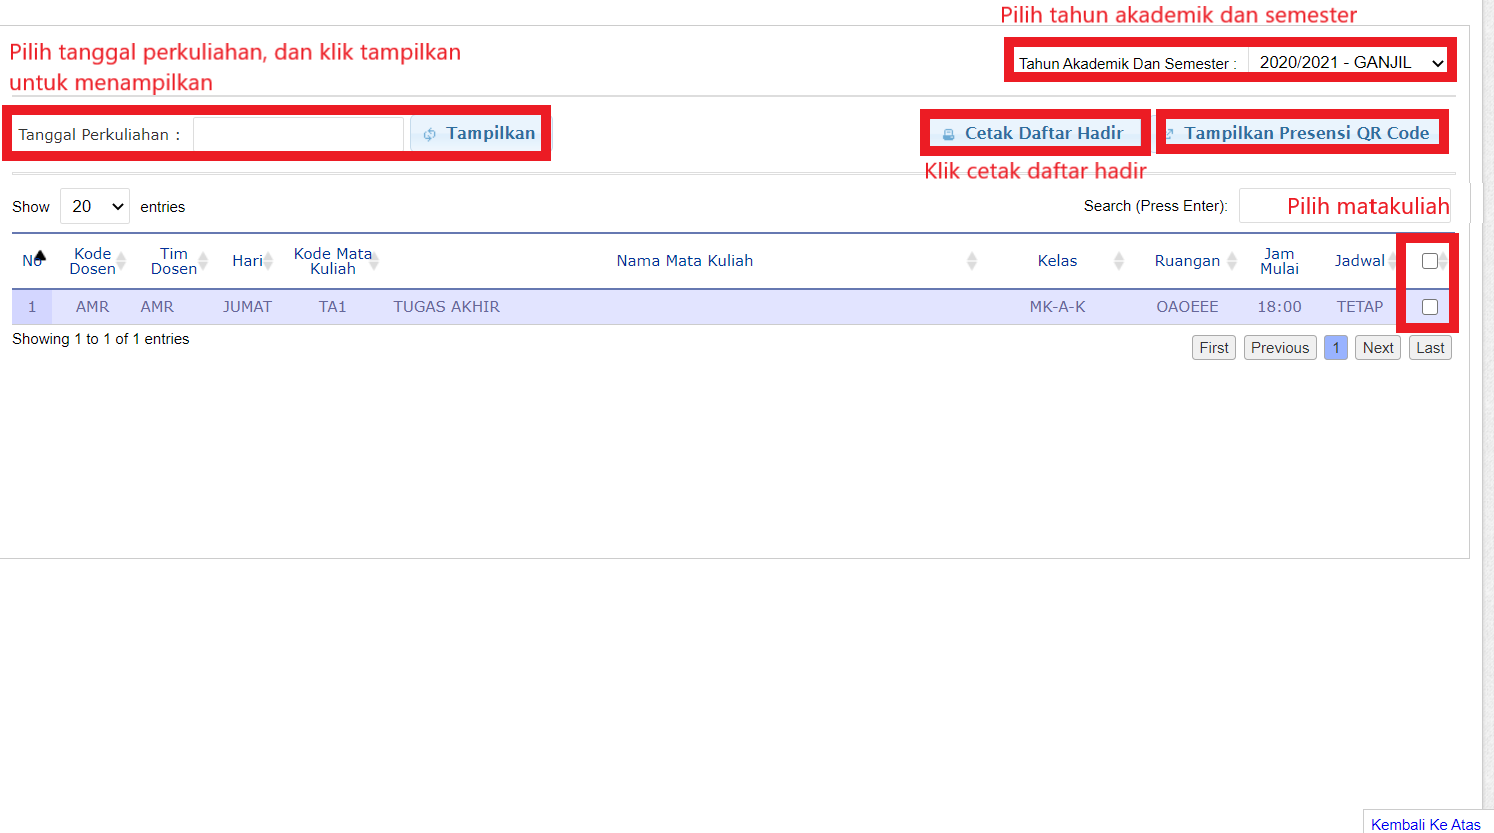 Pilih tahun akademik dan semester
Pilih tanggal perkuliahan, dan klik tampilkan
untuk menampilkan
Tahun Akademik Dan Semester : 2020/2021 - GANJIL
Tanggal Perkuliahan : Tampilkan
Cetak Daftar Hadir Tampilkan Presensi QR Code
Klik cetak daftar hadir
Show 20 entries
Search (Press Enter): Pilih matakuliah
No Kode Dosen Tim Dosen Hari Kode Mata Kuliah Nama Mata Kuliah Kelas Ruangan Jam Mulai Jadwal
1 AMR AMR JUMAT TA1 TUGAS AKHIR MK-A-K OAOEEE 18:00 TETAP
Showing 1 to 1 of 1 entries
First Previous 1 Next Last
Kembali Ke Atas